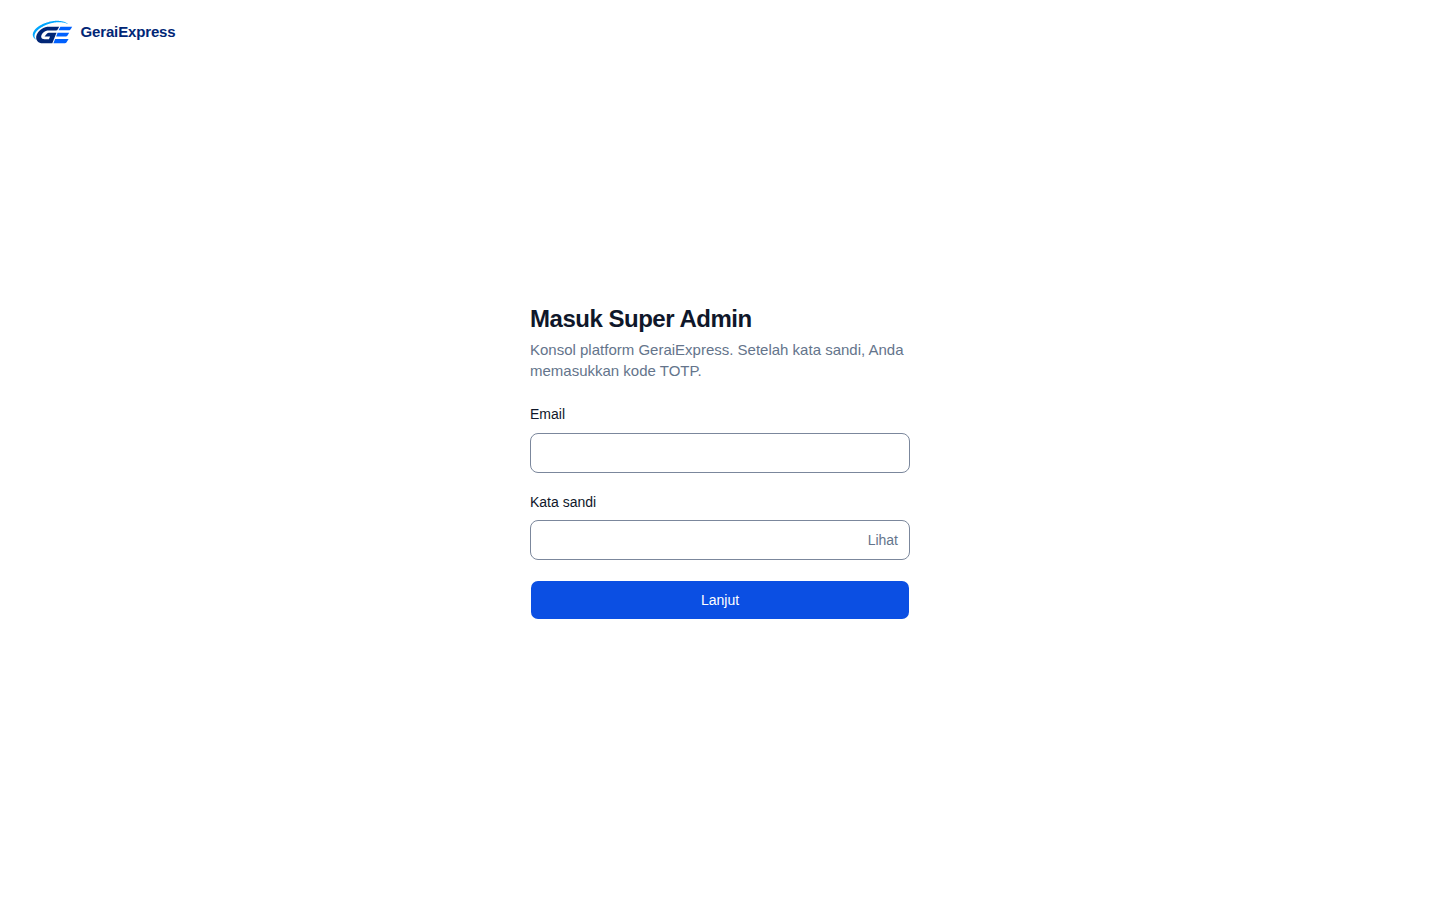 GE GeraiExpress
Masuk Super Admin
Konsol platform GeraiExpress. Setelah kata sandi, Anda
memasukkan kode TOTP.
Email
Kata sandi
Lihat
Lanjut